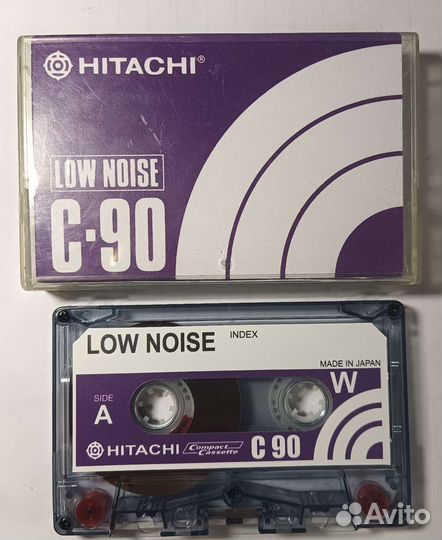 HITACHI®
LOW NOISE
C·90
LOW NOISE INDEX
MADE IN JAPAN
SIDE
A
W
HITACHI Compact Cassette C 90
Avito